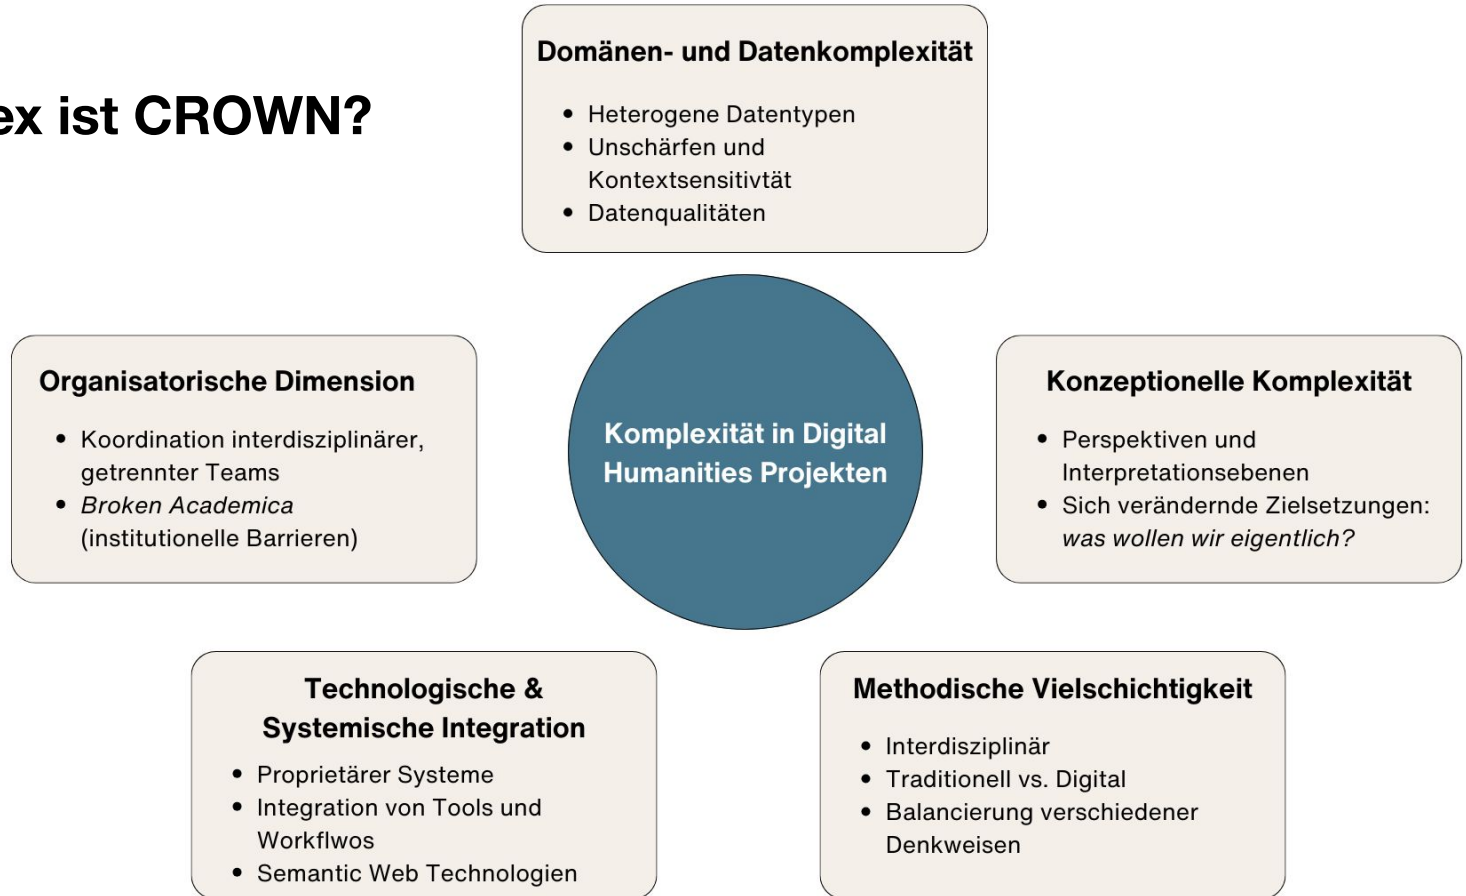 ex ist CROWN?
Domänen- und Datenkomplexität
• Heterogene Datentypen
• Unschärfen und
Kontextsensitivtät
• Datenqualitäten
Organisatorische Dimension
• Koordination interdisziplinärer,
getrennter Teams
• Broken Academica
(institutionelle Barrieren)
Komplexität in Digital
Humanities Projekten
Konzeptionelle Komplexität
• Perspektiven und
Interpretationsebenen
• Sich verändernde Zielsetzungen:
was wollen wir eigentlich?
Technologische &
Systemische Integration
• Proprietärer Systeme
• Integration von Tools und
Workflwos
• Semantic Web Technologien
Methodische Vielschichtigkeit
• Interdisziplinär
• Traditionell vs. Digital
• Balancierung verschiedener
Denkweisen